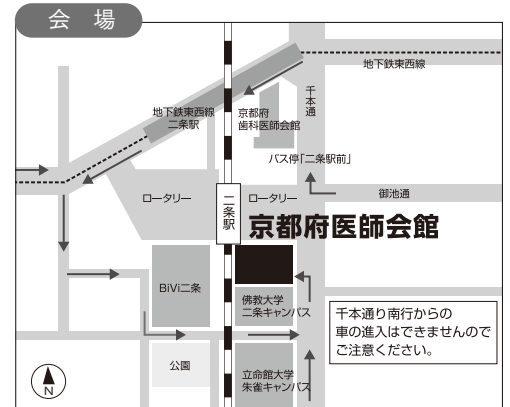 会 場
地下鉄東西線
千本通
地下鉄東西線
二条駅
京都府
歯科医師会館
バス停「二条駅前」
ロータリー
二条駅
ロータリー
御池通
京都府医師会館
BiVi二条
佛教大学
二条キャンパス
千本通り南行からの
車の進入はできませんので
ご注意ください。
公園
立命館大学
朱雀キャンパス
N